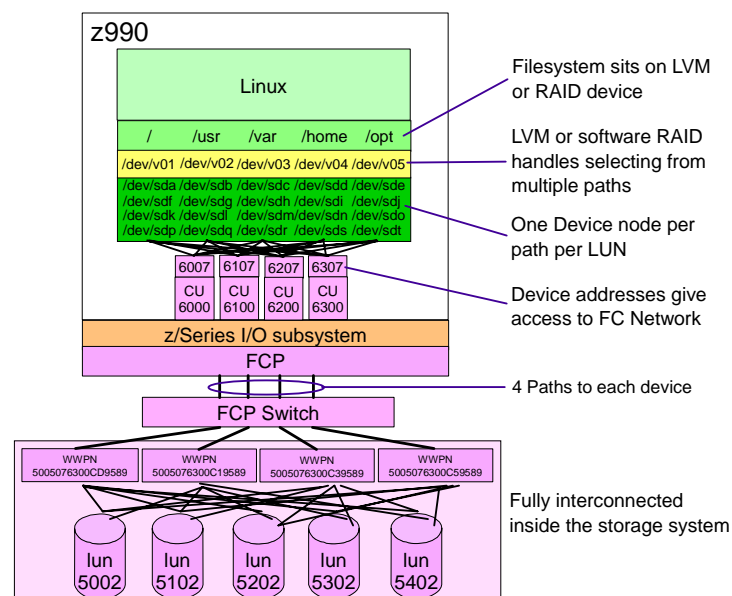 z990
Linux
/ /usr /var /home /opt
/dev/v01 /dev/v02 /dev/v03 /dev/v04 /dev/v05
/dev/sda /dev/sdb /dev/sdc /dev/sdd /dev/sde
/dev/sdf /dev/sdg /dev/sdh /dev/sdi /dev/sdj
/dev/sdk /dev/sdl /dev/sdm /dev/sdn /dev/sdo
/dev/sdp /dev/sdq /dev/sdr /dev/sds /dev/sdt
6007 6107 6207 6307
CU CU CU CU
6000 6100 6200 6300
z/Series I/O subsystem
FCP
FCP Switch
WWPN WWPN WWPN WWPN
5005076300CD9589 5005076300C19589 5005076300C39589 5005076300C59589
lun lun lun lun lun
5002 5102 5202 5302 5402
Filesystem sits on LVM
or RAID device
LVM or software RAID
handles selecting from
multiple paths
One Device node per
path per LUN
Device addresses give
access to FC Network
4 Paths to each device
Fully interconnected
inside the storage system